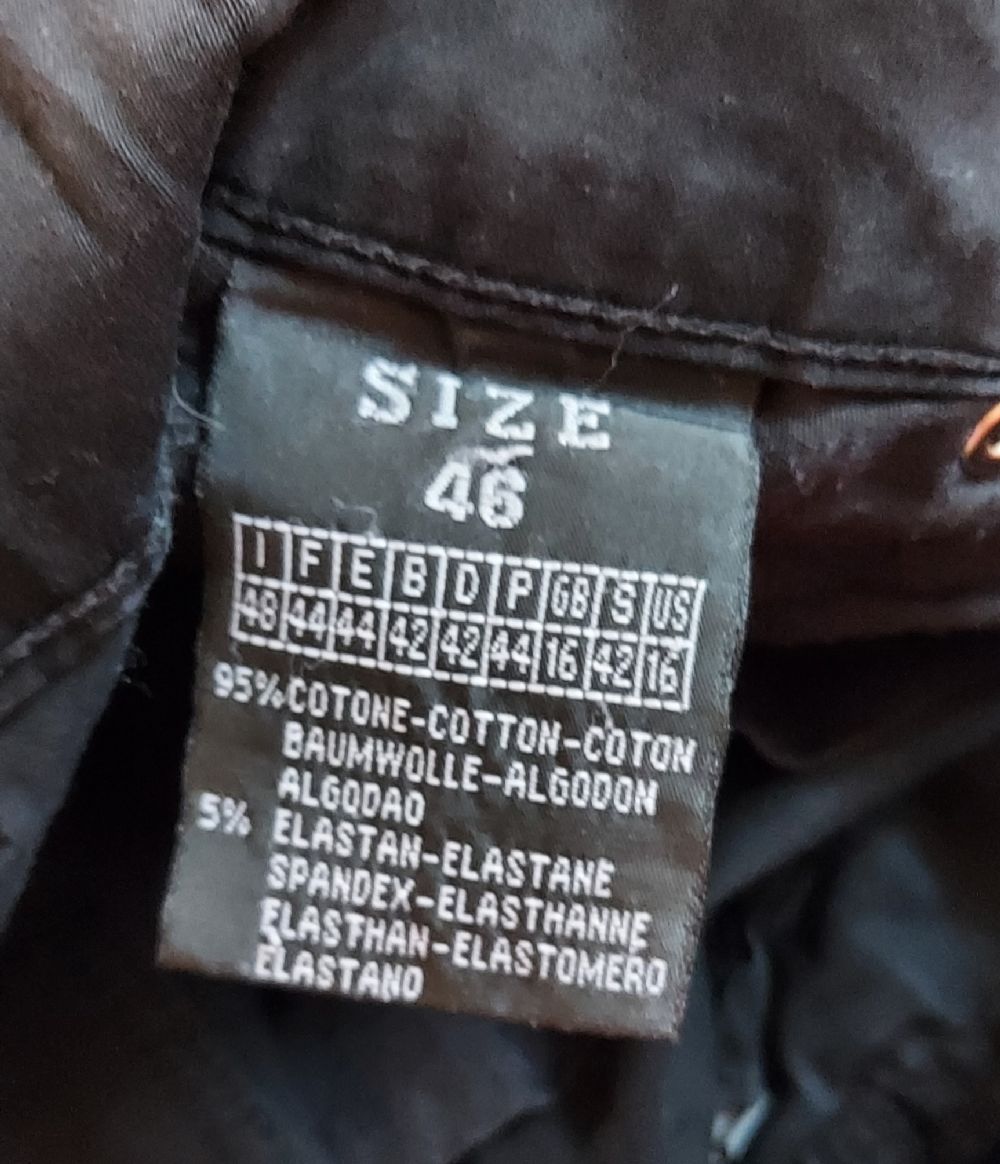 SIZE
46
I F E B D P GB S US
48 44 44 42 42 44 16 42 16
95% COTONE-COTTON-COTON
BAUMWOLLE-ALGODON
ALGODAO
5% ELASTAN-ELASTANE
SPANDEX-ELASTHANNE
ELASTHAN-ELASTOMERO
ELASTANO